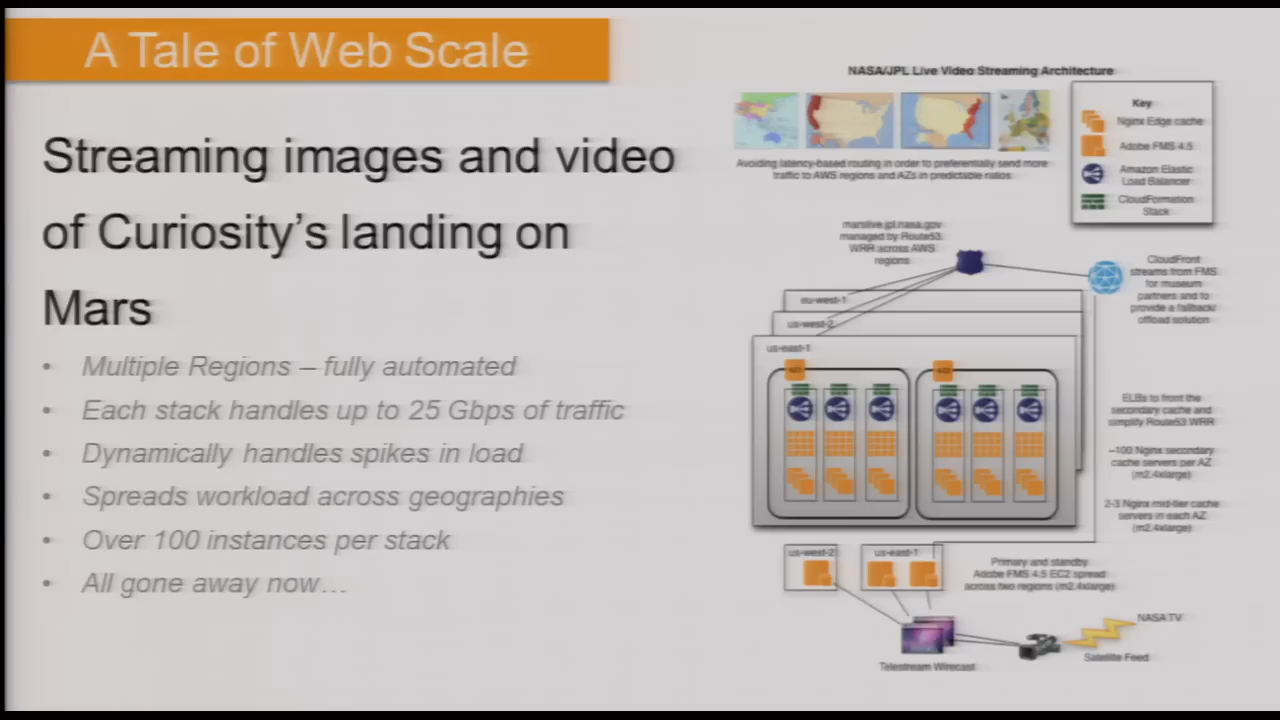 A Tale of Web Scale
Streaming images and video
of Curiosity's landing on
Mars
• Multiple Regions – fully automated
• Each stack handles up to 25 Gbps of traffic
• Dynamically handles spikes in load
• Spreads workload across geographies
• Over 100 instances per stack
• All gone away now…
NASA/JPL Live Video Streaming Architecture
Key
Nginx Edge cache
Adobe FMS 4.5
Amazon Elastic
Load Balancer
CloudFormation
Stack
Avoiding latency-based routing in order to preferentially send more
traffic to AWS regions and AZs in predictable ratios
marslive.jpl.nasa.gov
managed by Route53.
WRR across AWS
regions
CloudFront
streams from FMS
for museum
partners and to
provide a fallback/
offload solution
eu-west-1
us-west-2
us-east-1
ELBs to front the
secondary cache and
simplify Route53 WRR
~100 Nginx secondary
cache servers per AZ
(m2.4xlarge)
2-3 Nginx mid-tier cache
servers in each AZ
(m2.4xlarge)
us-west-2
us-east-1
Primary and standby
Adobe FMS 4.5 EC2 spread
across two regions (m2.4xlarge)
NASA TV
Satellite Feed
Telestream Wirecast